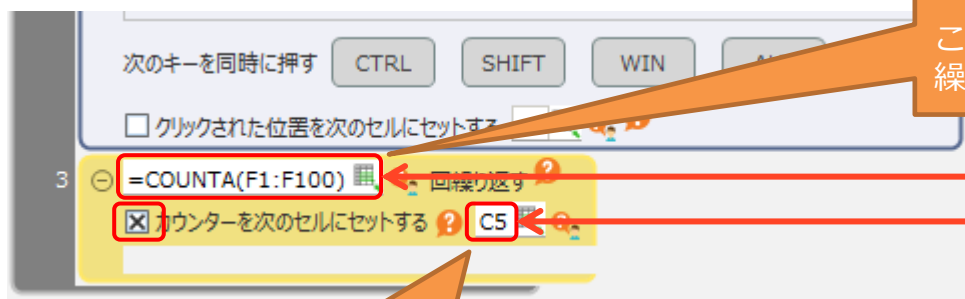 こ
繰
次のキーを同時に押す CTRL SHIFT WIN
クリックされた位置を次のセルにセットする
3 =COUNTA(F1:F100) 回繰り返す
カウンターを次のセルにセットする C5